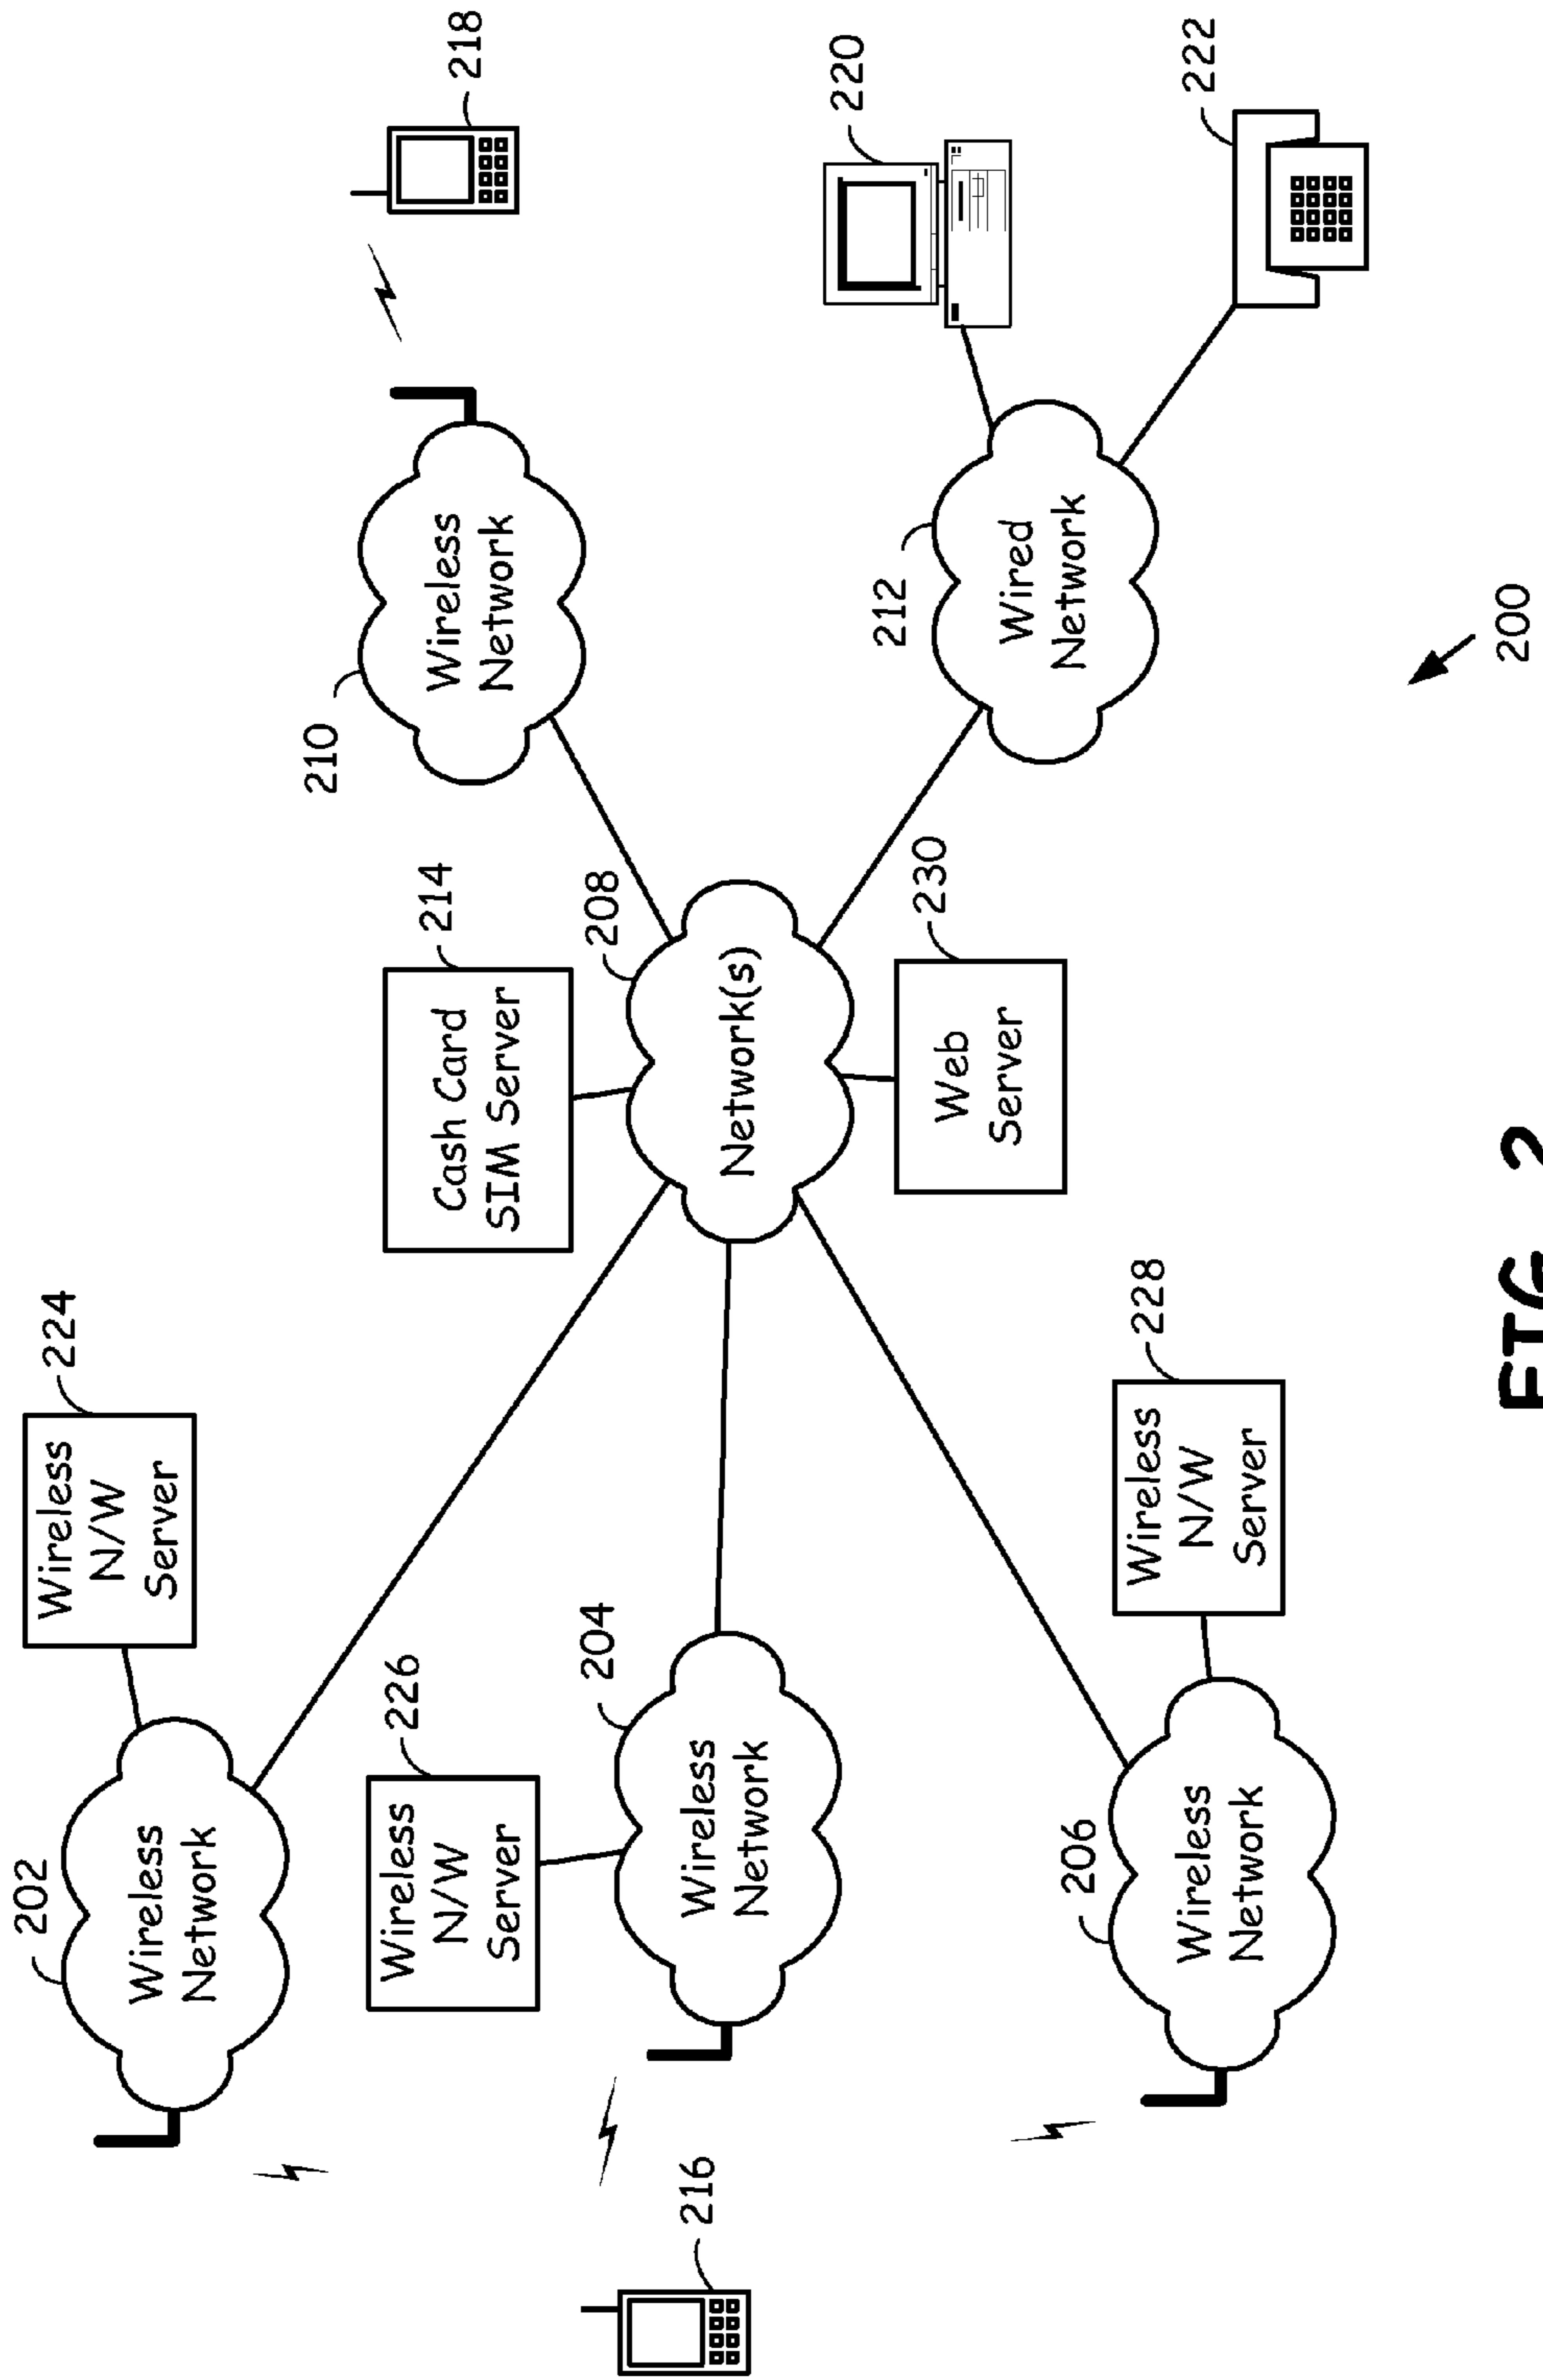 202
Wireless
Network
224
Wireless
N/W
Server
226
Wireless
N/W
Server
204
Wireless
Network
206
Wireless
Network
228
Wireless
N/W
Server
216
214
Cash Card
SIM Server
208
Network(s)
230
Web
Server
210
Wireless
Network
218
212
Wired
Network
220
222
200
FIG 2